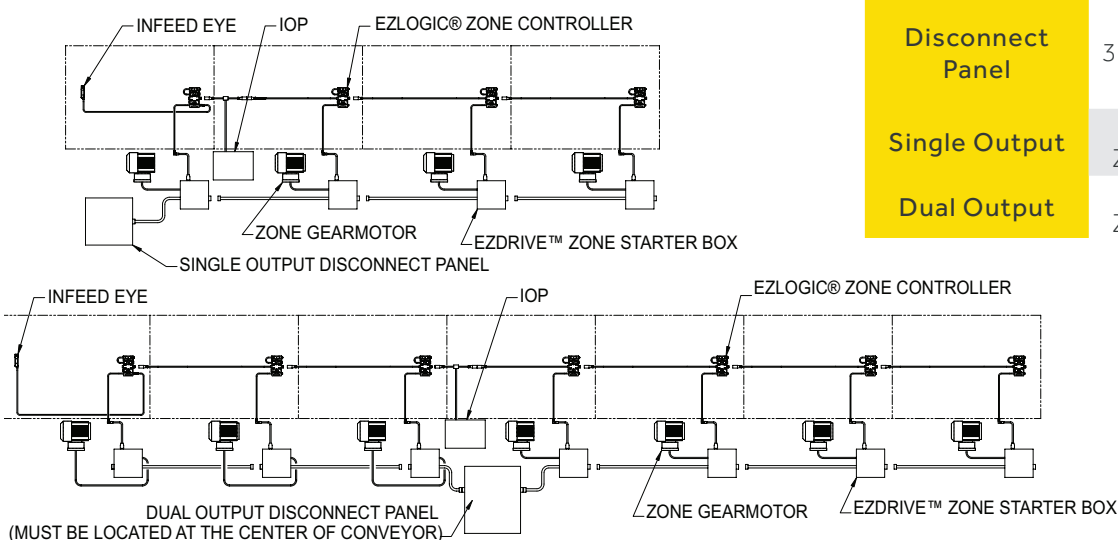 INFEED EYE
IOP
EZLOGIC® ZONE CONTROLLER
ZONE GEARMOTOR
EZDRIVE™ ZONE STARTER BOX
SINGLE OUTPUT DISCONNECT PANEL
Disconnect
Panel
3
Single Output
Dual Output
INFEED EYE
IOP
EZLOGIC® ZONE CONTROLLER
DUAL OUTPUT DISCONNECT PANEL
(MUST BE LOCATED AT THE CENTER OF CONVEYOR)
ZONE GEARMOTOR
EZDRIVE™ ZONE STARTER BOX